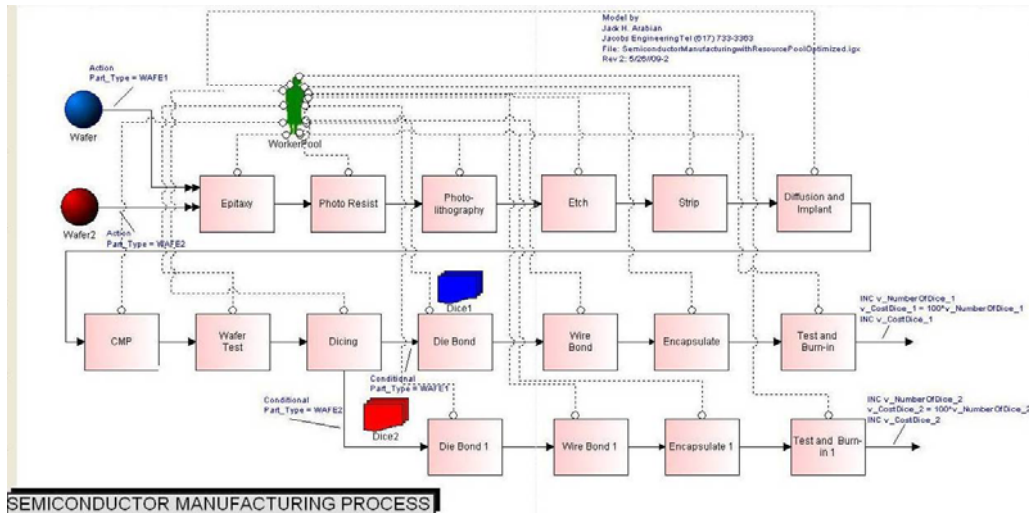 Model by
Jack H. Arabian
Jacobs Engineering Tel (617) 733-3363
File: SemiconductorManufacturingwithResourcePoolOptimized.igx
Rev 2: 5/26//09-2
Action
Part_Type = WAFE1
Wafer
WorkerPool
Wafer2
Action
Part_Type = WAFE2
Epitaxy
Photo Resist
Photo-
lithography
Etch
Strip
Diffusion and
Implant
Dice1
CMP
Wafer
Test
Dicing
Die Bond
Wire
Bond
Encapsulate
Test and
Burn-in
INC v_NumberOfDice_1
v_CostDice_1 = 100*v_NumberOfDice_1
INC v_CostDice_1
Conditional
Part_Type = WAFE1
Conditional
Part_Type = WAFE2
Dice2
Die Bond 1
Wire Bond 1
Encapsulate 1
Test and Burn-
in 1
INC v_NumberOfDice_2
v_CostDice_2 = 100*v_NumberOfDice_2
INC v_CostDice_2
SEMICONDUCTOR MANUFACTURING PROCESS